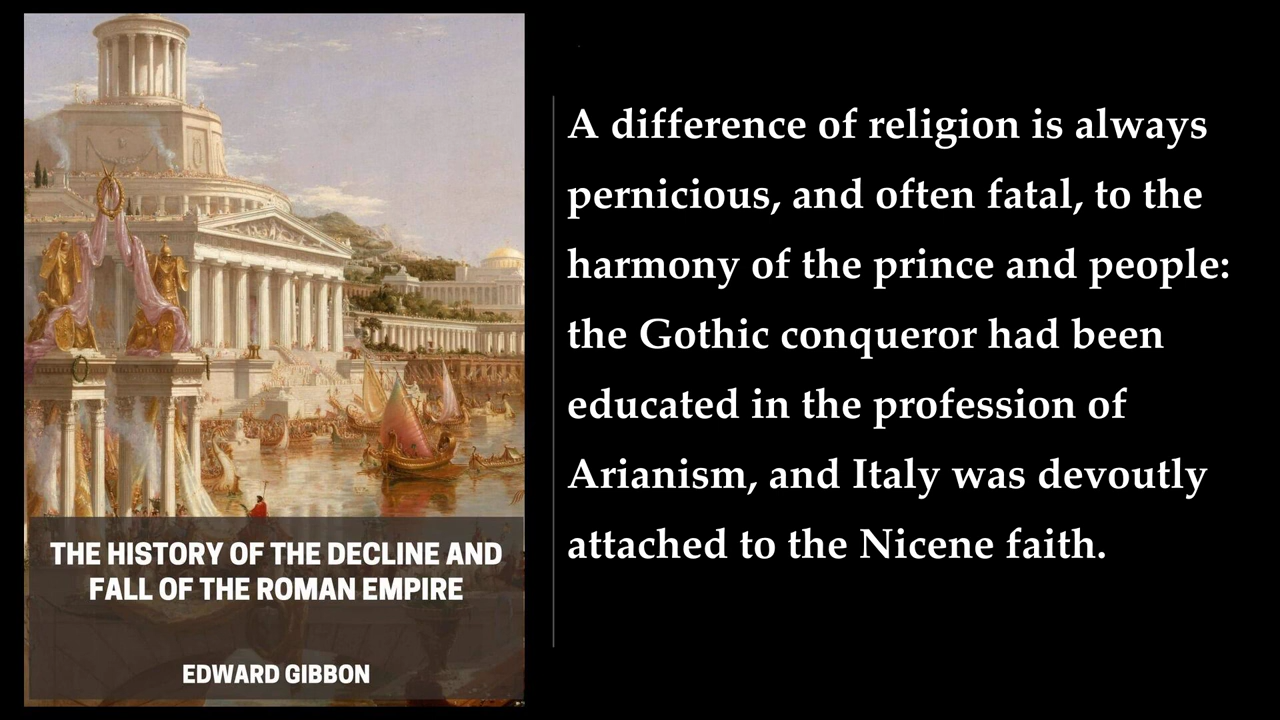 THE HISTORY OF THE DECLINE AND
FALL OF THE ROMAN EMPIRE
EDWARD GIBBON
A difference of religion is always
pernicious, and often fatal, to the
harmony of the prince and people:
the Gothic conqueror had been
educated in the profession of
Arianism, and Italy was devoutly
attached to the Nicene faith.